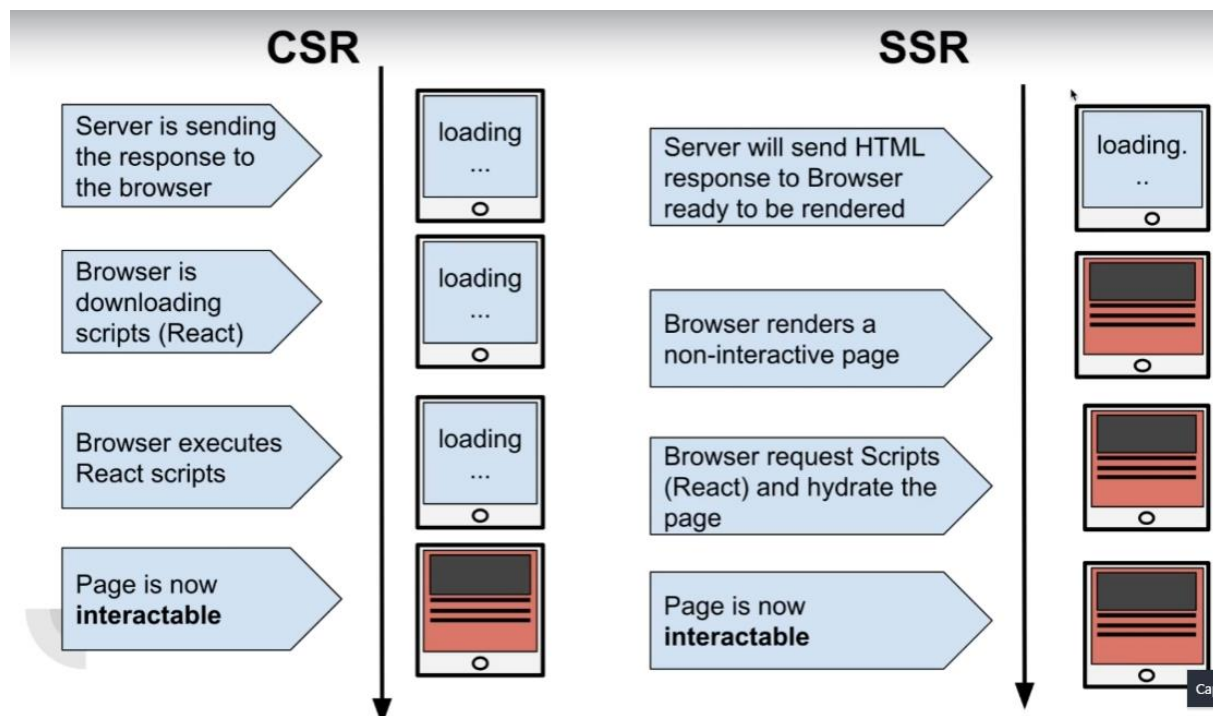 CSR
Server is sending
the response to
the browser
loading
...
Browser is
downloading
scripts (React)
loading
...
Browser executes
React scripts
loading
...
Page is now
interactable
SSR
Server will send HTML
response to Browser
ready to be rendered
loading.
..
Browser renders a
non-interactive page
Browser request Scripts
(React) and hydrate the
page
Page is now
interactable